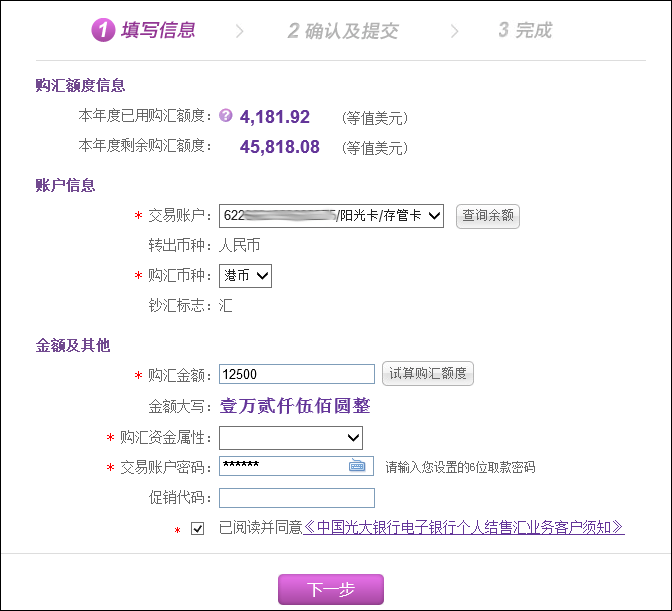 1 填写信息 2 确认及提交 3 完成
购汇额度信息
本年度已用购汇额度： ? 4,181.92 (等值美元)
本年度剩余购汇额度： 45,818.08 (等值美元)
账户信息
* 交易账户： 622 5/阳光卡/存管卡 查询余额
转出币种： 人民币
* 购汇币种： 港币
钞汇标志： 汇
金额及其他
* 购汇金额： 12500 试算购汇额度
金额大写： 壹万贰仟伍佰圆整
* 购汇资金属性：
* 交易账户密码： ****** 请输入您设置的6位取款密码
促销代码：
* 已阅读并同意《中国光大银行电子银行个人结售汇业务客户须知》
下一步